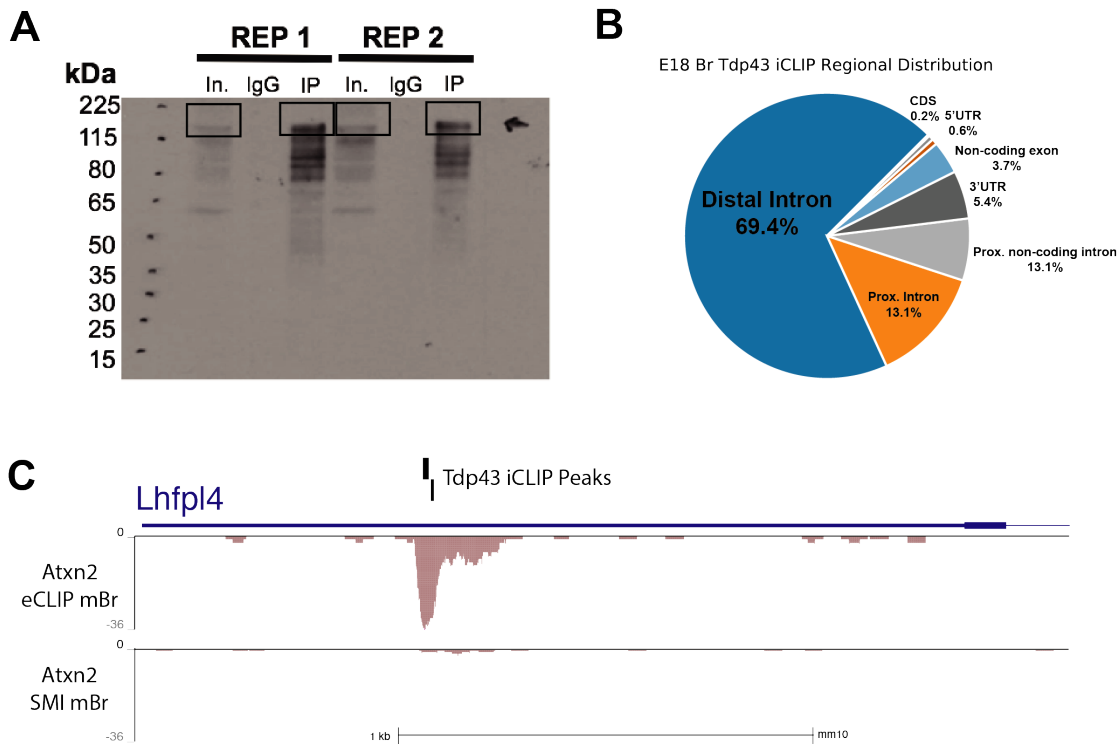 A
REP 1 REP 2
kDa
In. IgG IP In. IgG IP
225
115
80
65
50
35
30
25
15
B
E18 Br Tdp43 iCLIP Regional Distribution
CDS
0.2%
5'UTR
0.6%
Non-coding exon
3.7%
3'UTR
5.4%
Prox. non-coding intron
13.1%
Prox. Intron
13.1%
Distal Intron
69.4%
C
Tdp43 iCLIP Peaks
Lhfpl4
0
Atxn2
eCLIP mBr
-36
0
Atxn2
SMI mBr
-36
1 kb
mm10